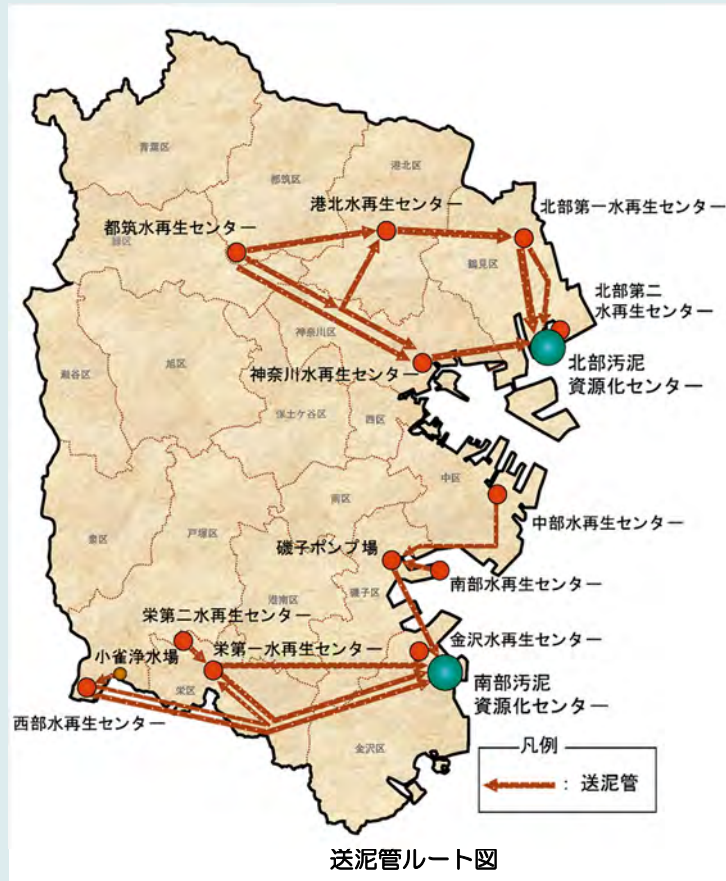 青葉区
都筑区
港北区
港北水再生センター
北部第一水再生センター
都筑水再生センター
緑区
鶴見区
北部第二
水再生センター
神奈川区
北部汚泥
資源化センター
神奈川水再生センター
瀬谷区
旭区
保土ケ谷区
西区
中区
南区
中部水再生センター
泉区
戸塚区
磯子ポンプ場
港南区
磯子区
南部水再生センター
栄第二水再生センター
金沢水再生センター
小雀浄水場
栄第一水再生センター
栄区
南部汚泥
資源化センター
西部水再生センター
金沢区
凡例
：送泥管
送泥管ルート図